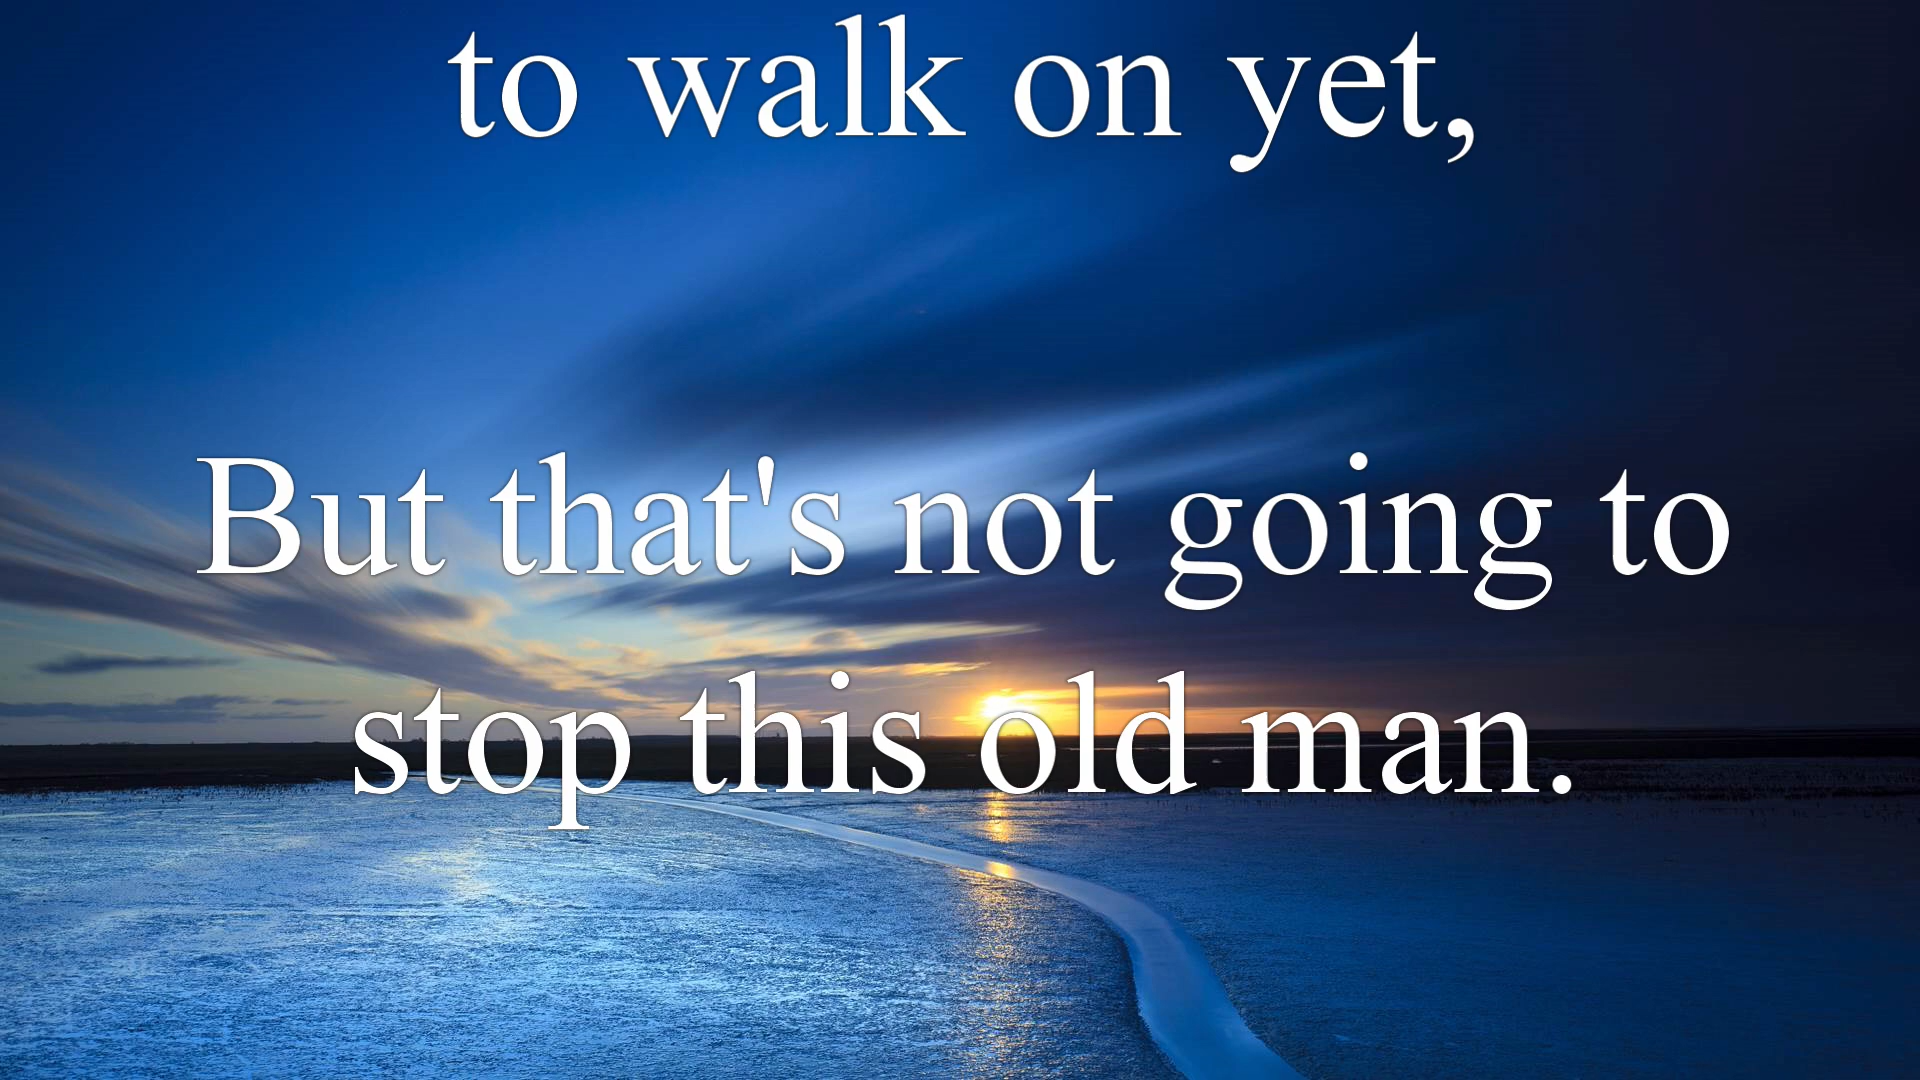 to walk on yet,
But that's not going to
stop this old man.